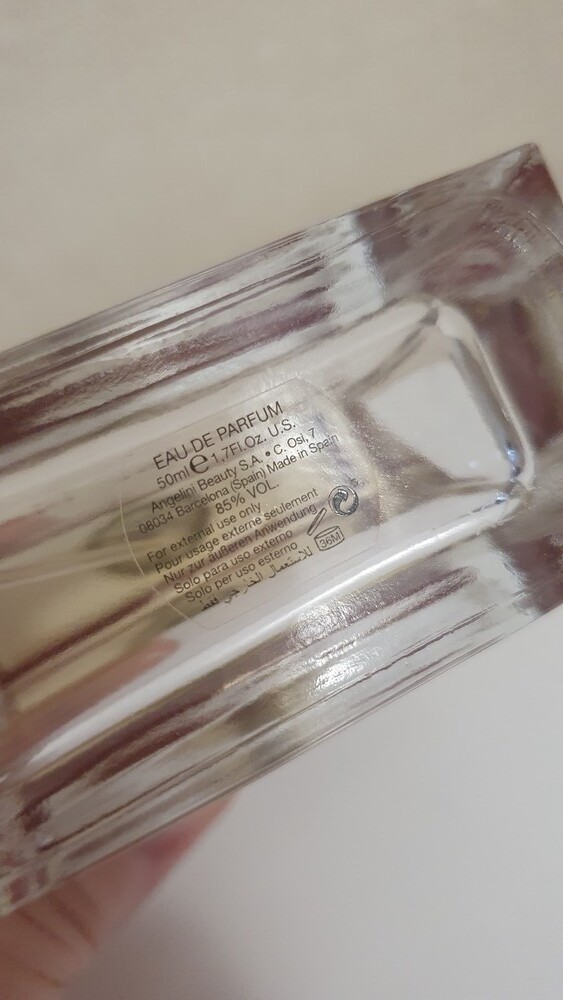 EAU DE PARFUM
50ml ℮ 1.7Fl.Oz. U.S.
Angelini Beauty S.A. • C. Osi, 7
08034 Barcelona (Spain) Made in Spain
85% VOL.
For external use only
Pour usage externe seulement
Nur zur äußeren Anwendung
Solo para uso externo
Solo per uso esterno
للاستعمال الخارجي فقط
36M